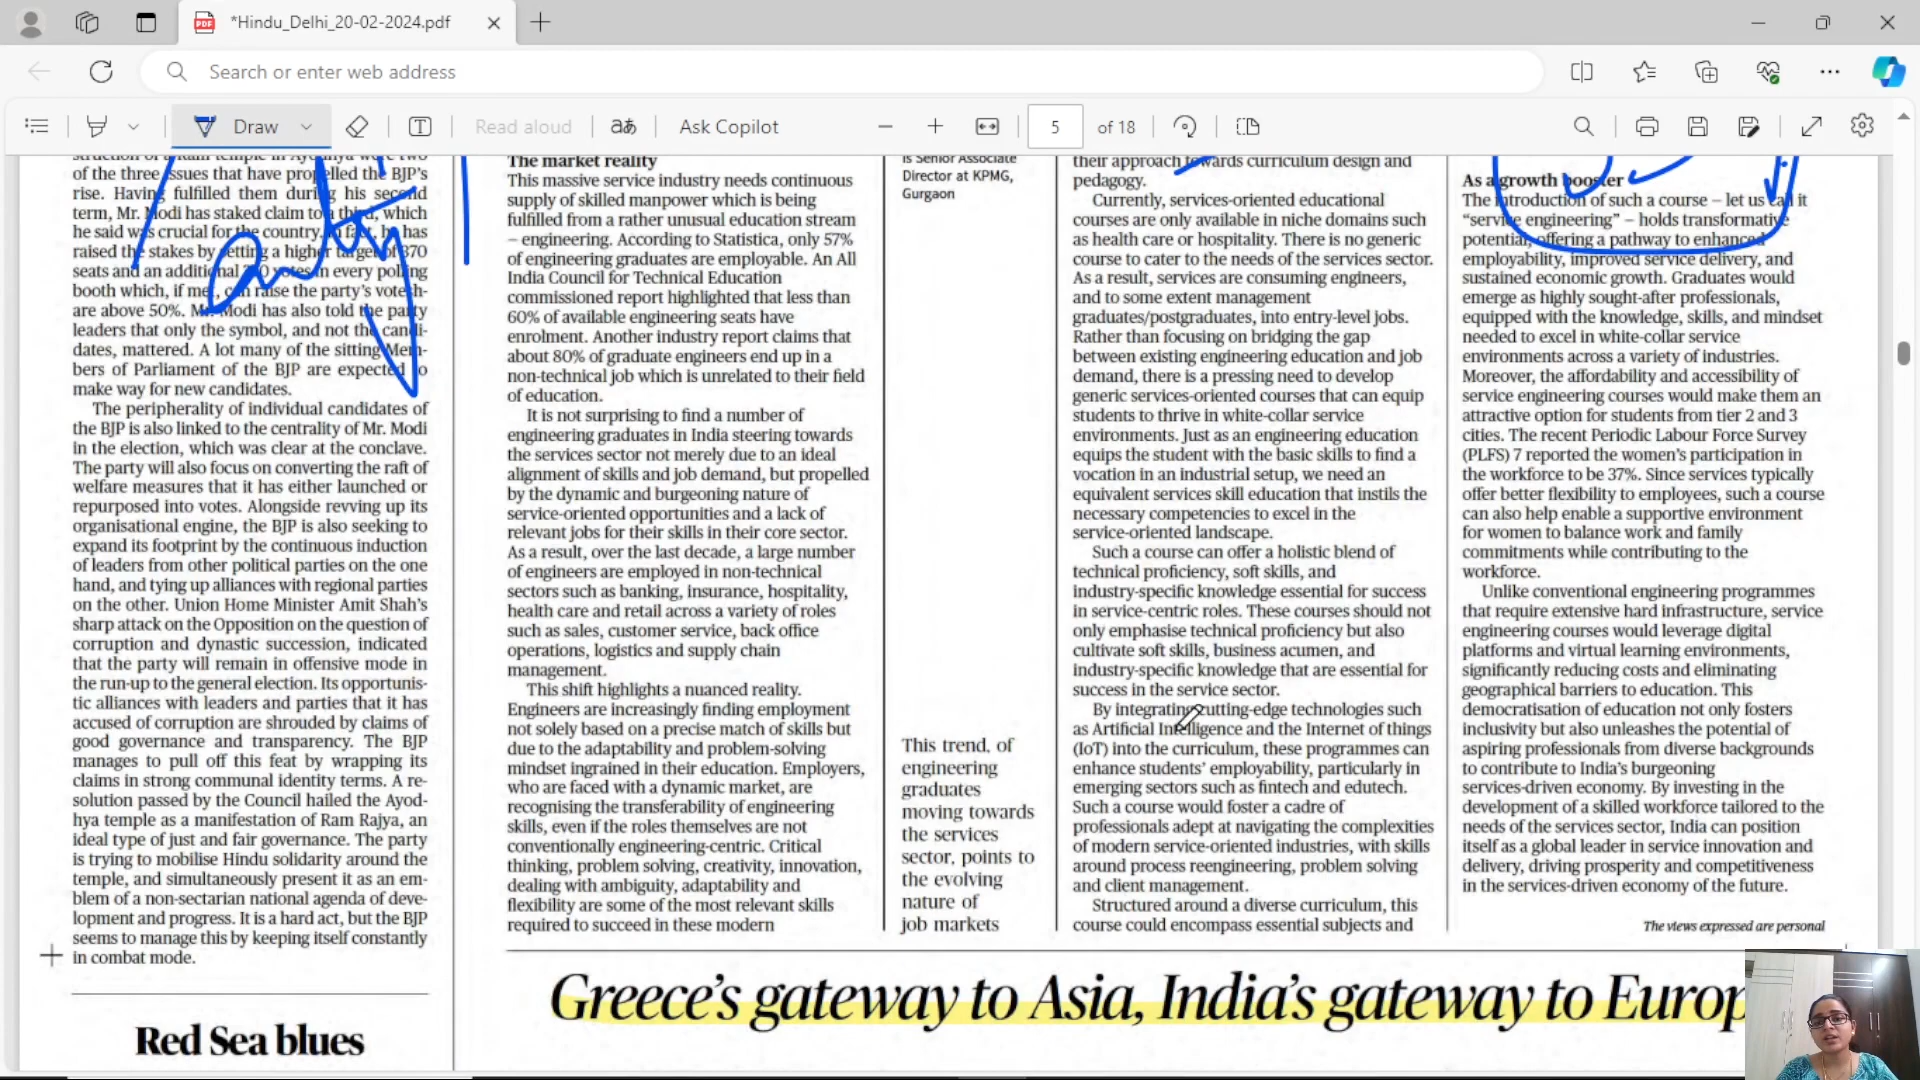 *Hindu_Delhi_20-02-2024.pdf
Search or enter web address
Draw
Read aloud
Ask Copilot
5
of 18
of the three issues that have propelled the BJP's
rise. Having fulfilled them during his second
term, Mr. Modi has staked claim to a third, which
he said was crucial for the country. In fact, he has
raised the stakes by setting a higher target of 370
seats and an additional votes in every polling
booth which, if met, can raise the party's votesh-
are above 50%. Mr. Modi has also told the party
leaders that only the symbol, and not the candi-
dates, mattered. A lot many of the sitting Mem-
bers of Parliament of the BJP are expected to
make way for new candidates.
The peripherality of individual candidates of
the BJP is also linked to the centrality of Mr. Modi
in the election, which was clear at the conclave.
The party will also focus on converting the raft of
welfare measures that it has either launched or
repurposed into votes. Alongside revving up its
organisational engine, the BJP is also seeking to
expand its footprint by the continuous induction
of leaders from other political parties on the one
hand, and tying up alliances with regional parties
on the other. Union Home Minister Amit Shah's
sharp attack on the Opposition on the question of
corruption and dynastic succession, indicated
that the party will remain in offensive mode in
the run-up to the general election. Its opportunis-
tic alliances with leaders and parties that it has
accused of corruption are shrouded by claims of
good governance and transparency. The BJP
manages to pull off this feat by wrapping its
claims in strong communal identity terms. A re-
solution passed by the Council hailed the Ayod-
hya temple as a manifestation of Ram Rajya, an
ideal type of just and fair governance. The party
is trying to mobilise Hindu solidarity around the
temple, and simultaneously present it as an em-
blem of a non-sectarian national agenda of deve-
lopment and progress. It is a hard act, but the BJP
seems to manage this by keeping itself constantly
in combat mode.
Red Sea blues
The market reality
This massive service industry needs continuous
supply of skilled manpower which is being
fulfilled from a rather unusual education stream
– engineering. According to Statistica, only 57%
of engineering graduates are employable. An All
India Council for Technical Education
commissioned report highlighted that less than
60% of available engineering seats have
enrolment. Another industry report claims that
about 80% of graduate engineers end up in a
non-technical job which is unrelated to their field
of education.
It is not surprising to find a number of
engineering graduates in India steering towards
the services sector not merely due to an ideal
alignment of skills and job demand, but propelled
by the dynamic and burgeoning nature of
service-oriented opportunities and a lack of
relevant jobs for their skills in their core sector.
As a result, over the last decade, a large number
of engineers are employed in non-technical
sectors such as banking, insurance, hospitality,
health care and retail across a variety of roles
such as sales, customer service, back office
operations, logistics and supply chain
management.
This shift highlights a nuanced reality.
Engineers are increasingly finding employment
not solely based on a precise match of skills but
due to the adaptability and problem-solving
mindset ingrained in their education. Employers,
who are faced with a dynamic market, are
recognising the transferability of engineering
skills, even if the roles themselves are not
conventionally engineering-centric. Critical
thinking, problem solving, creativity, innovation,
dealing with ambiguity, adaptability and
flexibility are some of the most relevant skills
required to succeed in these modern
is Senior Associate
Director at KPMG,
Gurgaon
This trend, of
engineering
graduates
moving towards
the services
sector, points to
the evolving
nature of
job markets
their approach towards curriculum design and
pedagogy.
Currently, services-oriented educational
courses are only available in niche domains such
as health care or hospitality. There is no generic
course to cater to the needs of the services sector.
As a result, services are consuming engineers,
and to some extent management
graduates/postgraduates, into entry-level jobs.
Rather than focusing on bridging the gap
between existing engineering education and job
demand, there is a pressing need to develop
generic services-oriented courses that can equip
students to thrive in white-collar service
environments. Just as an engineering education
equips the student with the basic skills to find a
vocation in an industrial setup, we need an
equivalent services skill education that instils the
necessary competencies to excel in the
service-oriented landscape.
Such a course can offer a holistic blend of
technical proficiency, soft skills, and
industry-specific knowledge essential for success
in service-centric roles. These courses should not
only emphasise technical proficiency but also
cultivate soft skills, business acumen, and
industry-specific knowledge that are essential for
success in the service sector.
By integrating cutting-edge technologies such
as Artificial Intelligence and the Internet of things
(IoT) into the curriculum, these programmes can
enhance students' employability, particularly in
emerging sectors such as fintech and edutech.
Such a course would foster a cadre of
professionals adept at navigating the complexities
of modern service-oriented industries, with skills
around process reengineering, problem solving
and client management.
Structured around a diverse curriculum, this
course could encompass essential subjects and
As a growth booster
The introduction of such a course – let us call it
"service engineering" – holds transformative
potential, offering a pathway to enhanced
employability, improved service delivery, and
sustained economic growth. Graduates would
emerge as highly sought-after professionals,
equipped with the knowledge, skills, and mindset
needed to excel in white-collar service
environments across a variety of industries.
Moreover, the affordability and accessibility of
service engineering courses would make them an
attractive option for students from tier 2 and 3
cities. The recent Periodic Labour Force Survey
(PLFS) 7 reported the women's participation in
the workforce to be 37%. Since services typically
offer better flexibility to employees, such a course
can also help enable a supportive environment
for women to balance work and family
commitments while contributing to the
workforce.
Unlike conventional engineering programmes
that require extensive hard infrastructure, service
engineering courses would leverage digital
platforms and virtual learning environments,
significantly reducing costs and eliminating
geographical barriers to education. This
democratisation of education not only fosters
inclusivity but also unleashes the potential of
aspiring professionals from diverse backgrounds
to contribute to India's burgeoning
services-driven economy. By investing in the
development of a skilled workforce tailored to the
needs of the services sector, India can position
itself as a global leader in service innovation and
delivery, driving prosperity and competitiveness
in the services-driven economy of the future.
The views expressed are personal
Greece's gateway to Asia, India's gateway to Europ